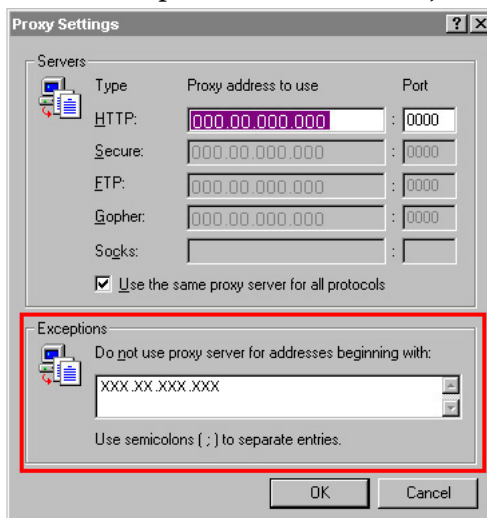 Proxy Settings
Servers
Type Proxy address to use Port
HTTP: 000.00.000.000 : 0000
Secure: 000.00.000.000 : 0000
FTP: 000.00.000.000 : 0000
Gopher: 000.00.000.000 : 0000
Socks: :
Use the same proxy server for all protocols
Exceptions
Do not use proxy server for addresses beginning with:
XXX.XX.XXX.XXX
Use semicolons ( ; ) to separate entries.
OK Cancel